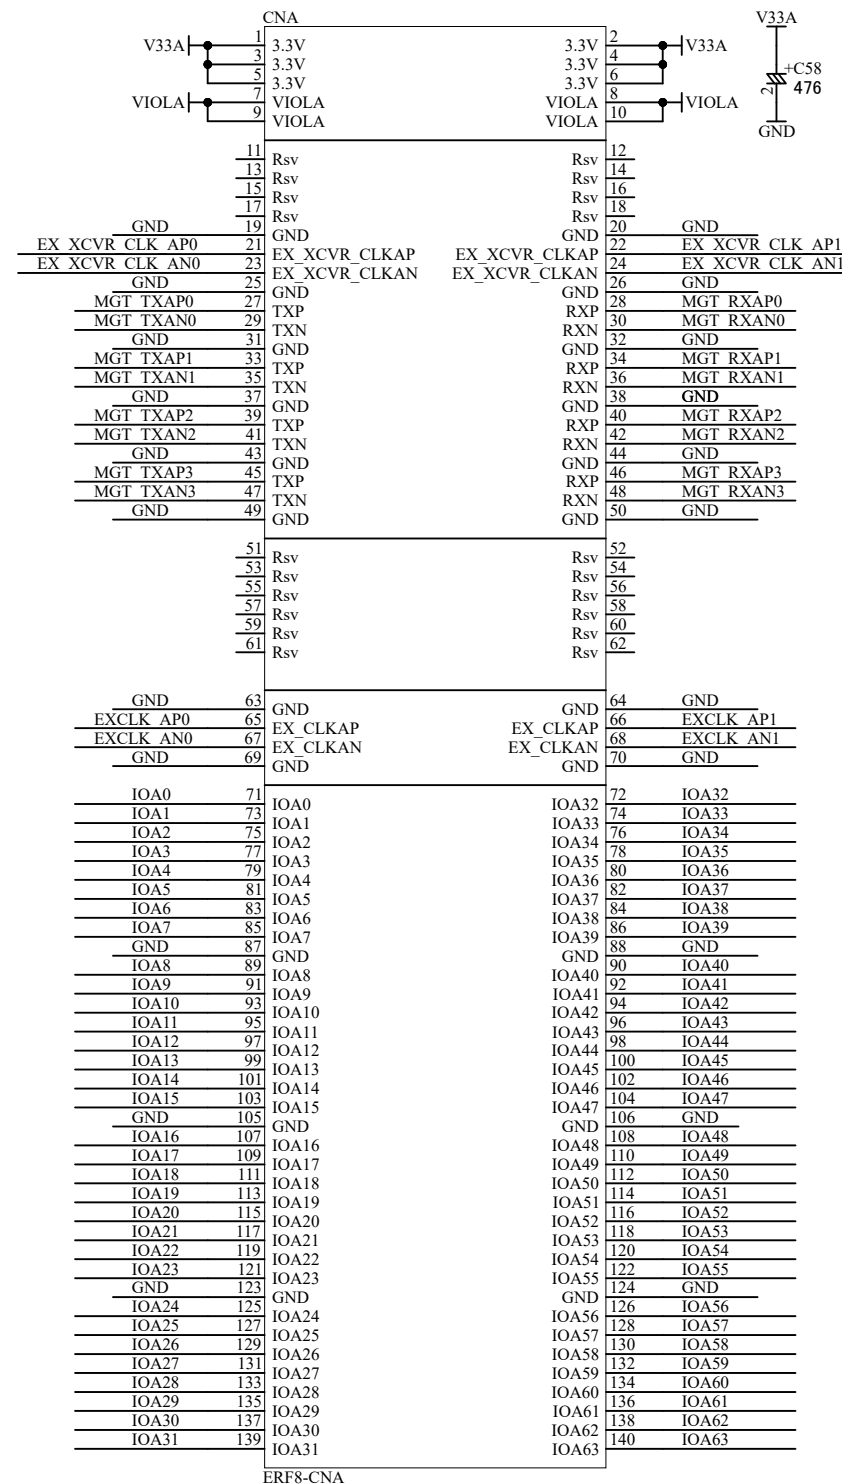 CNA V33A
1 2
V33A 3.3V 3.3V V33A
3 4
3.3V 3.3V
5 6
3.3V 3.3V +C58
7 8
VIOLA VIOLA VIOLA VIOLA 2 476
9 10
VIOLA VIOLA
GND
11 Rsv Rsv 12
13 Rsv Rsv 14
15 Rsv Rsv 16
17 Rsv Rsv 18
GND 19 GND GND 20 GND
EX_XCVR_CLK_AP0 21 EX_XCVR_CLKAP EX_XCVR_CLKAP 22 EX_XCVR_CLK_AP1
EX_XCVR_CLK_AN0 23 EX_XCVR_CLKAN EX_XCVR_CLKAN 24 EX_XCVR_CLK_AN1
GND 25 GND GND 26 GND
MGT_TXAP0 27 TXP RXP 28 MGT_RXAP0
MGT_TXAN0 29 TXN RXN 30 MGT_RXAN0
GND 31 GND GND 32 GND
MGT_TXAP1 33 TXP RXP 34 MGT_RXAP1
MGT_TXAN1 35 TXN RXN 36 MGT_RXAN1
GND 37 GND GND 38 GND
MGT_TXAP2 39 TXP RXP 40 MGT_RXAP2
MGT_TXAN2 41 TXN RXN 42 MGT_RXAN2
GND 43 GND GND 44 GND
MGT_TXAP3 45 TXP RXP 46 MGT_RXAP3
MGT_TXAN3 47 TXN RXN 48 MGT_RXAN3
GND 49 GND GND 50 GND
51 Rsv Rsv 52
53 Rsv Rsv 54
55 Rsv Rsv 56
57 Rsv Rsv 58
59 Rsv Rsv 60
61 Rsv Rsv 62
GND 63 GND GND 64 GND
EXCLK_AP0 65 EX_CLKAP EX_CLKAP 66 EXCLK_AP1
EXCLK_AN0 67 EX_CLKAN EX_CLKAN 68 EXCLK_AN1
GND 69 GND GND 70 GND
IOA0 71 IOA0 IOA32 72 IOA32
IOA1 73 IOA1 IOA33 74 IOA33
IOA2 75 IOA2 IOA34 76 IOA34
IOA3 77 IOA3 IOA35 78 IOA35
IOA4 79 IOA4 IOA36 80 IOA36
IOA5 81 IOA5 IOA37 82 IOA37
IOA6 83 IOA6 IOA38 84 IOA38
IOA7 85 IOA7 IOA39 86 IOA39
GND 87 GND GND 88 GND
IOA8 89 IOA8 IOA40 90 IOA40
IOA9 91 IOA9 IOA41 92 IOA41
IOA10 93 IOA10 IOA42 94 IOA42
IOA11 95 IOA11 IOA43 96 IOA43
IOA12 97 IOA12 IOA44 98 IOA44
IOA13 99 IOA13 IOA45 100 IOA45
IOA14 101 IOA14 IOA46 102 IOA46
IOA15 103 IOA15 IOA47 104 IOA47
GND 105 GND GND 106 GND
IOA16 107 IOA16 IOA48 108 IOA48
IOA17 109 IOA17 IOA49 110 IOA49
IOA18 111 IOA18 IOA50 112 IOA50
IOA19 113 IOA19 IOA51 114 IOA51
IOA20 115 IOA20 IOA52 116 IOA52
IOA21 117 IOA21 IOA53 118 IOA53
IOA22 119 IOA22 IOA54 120 IOA54
IOA23 121 IOA23 IOA55 122 IOA55
GND 123 GND GND 124 GND
IOA24 125 IOA24 IOA56 126 IOA56
IOA25 127 IOA25 IOA57 128 IOA57
IOA26 129 IOA26 IOA58 130 IOA58
IOA27 131 IOA27 IOA59 132 IOA59
IOA28 133 IOA28 IOA60 134 IOA60
IOA29 135 IOA29 IOA61 136 IOA61
IOA30 137 IOA30 IOA62 138 IOA62
IOA31 139 IOA31 IOA63 140 IOA63
ERF8-CNA